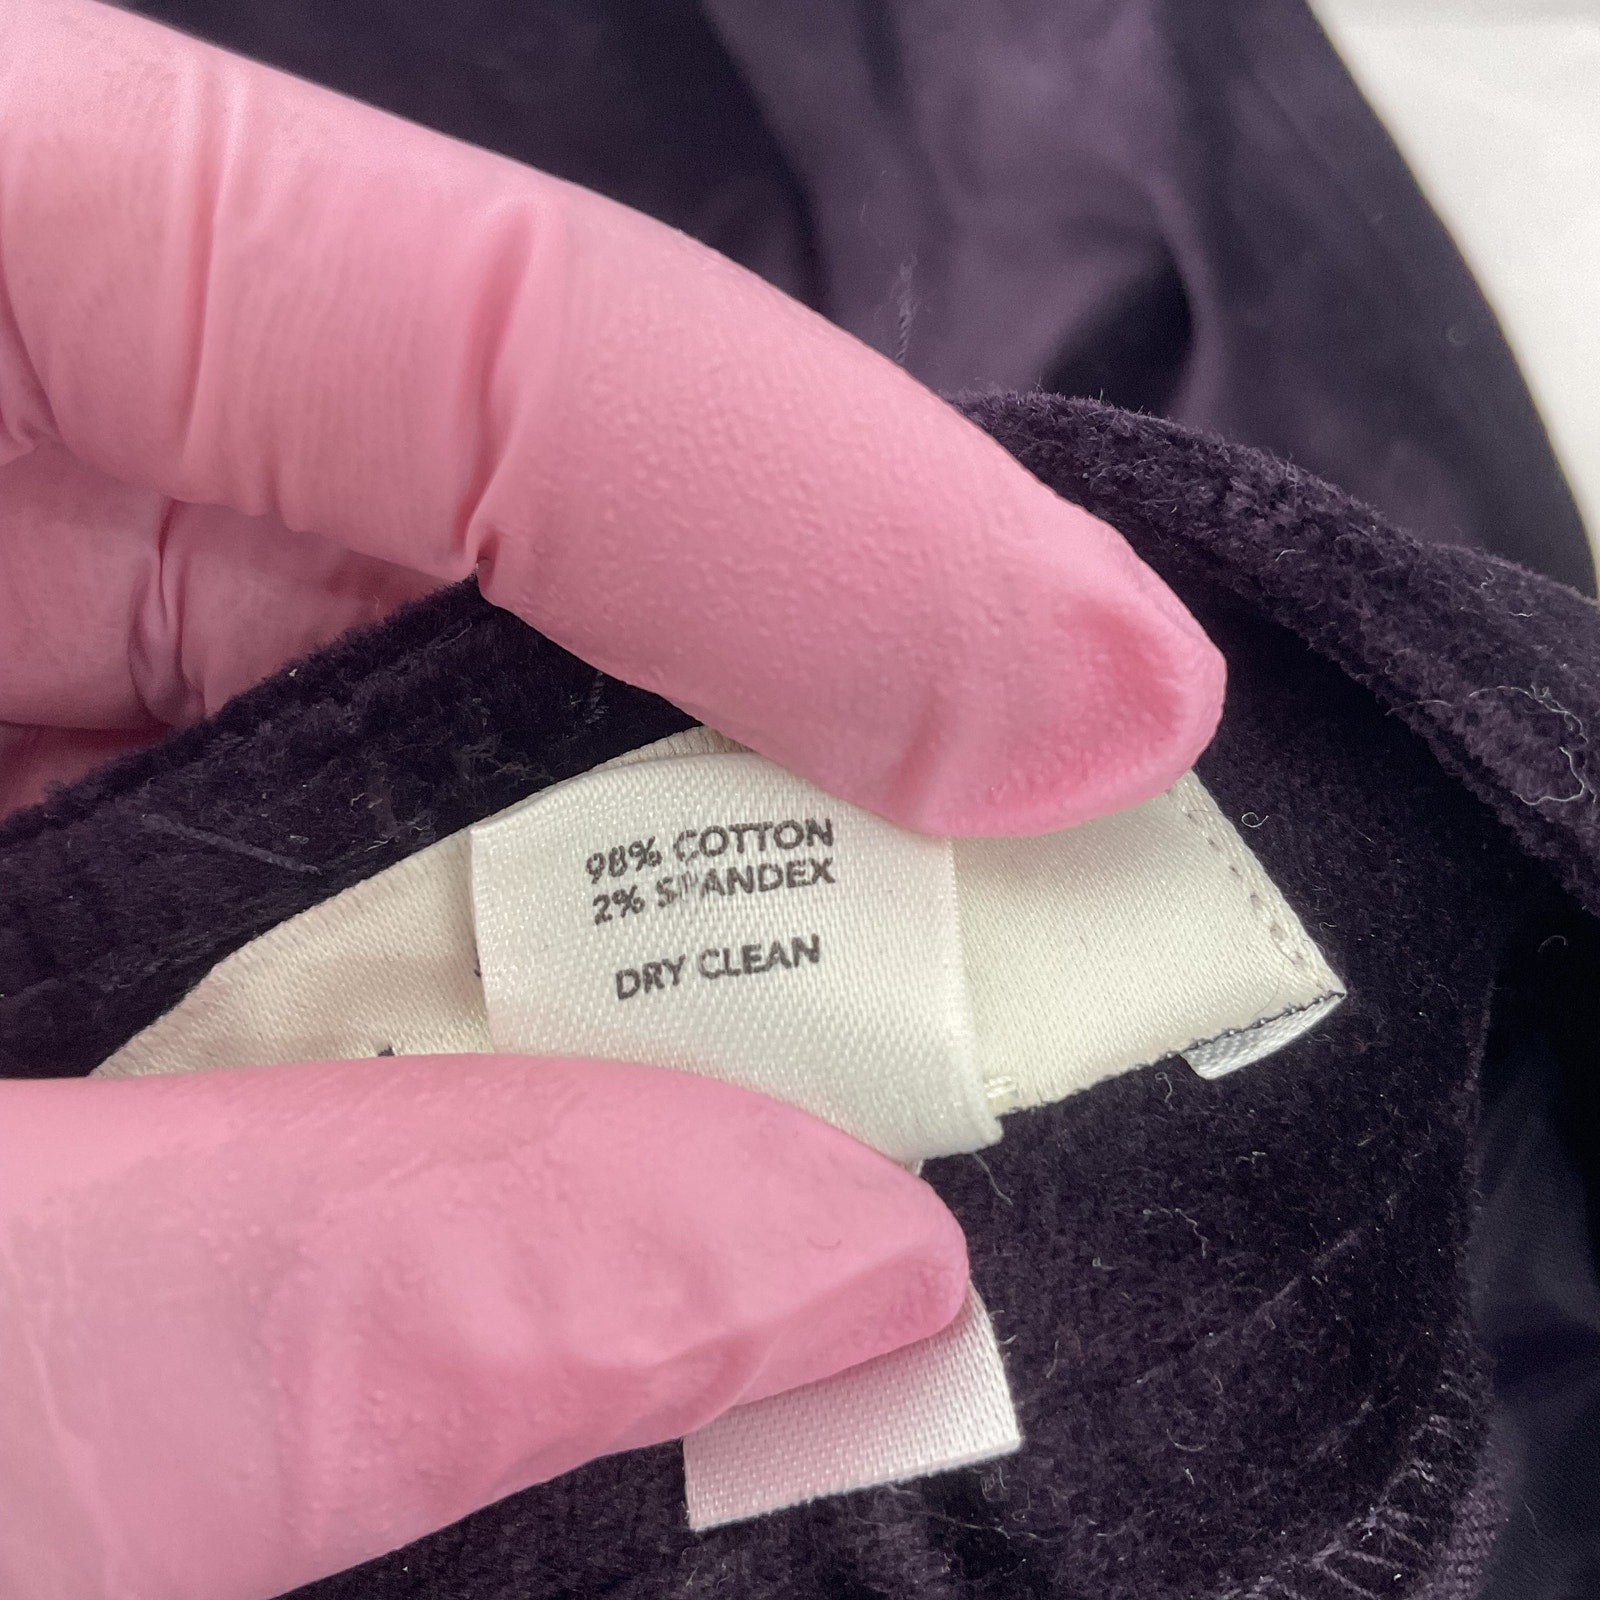 98% COTTON
2% SPANDEX
DRY CLEAN